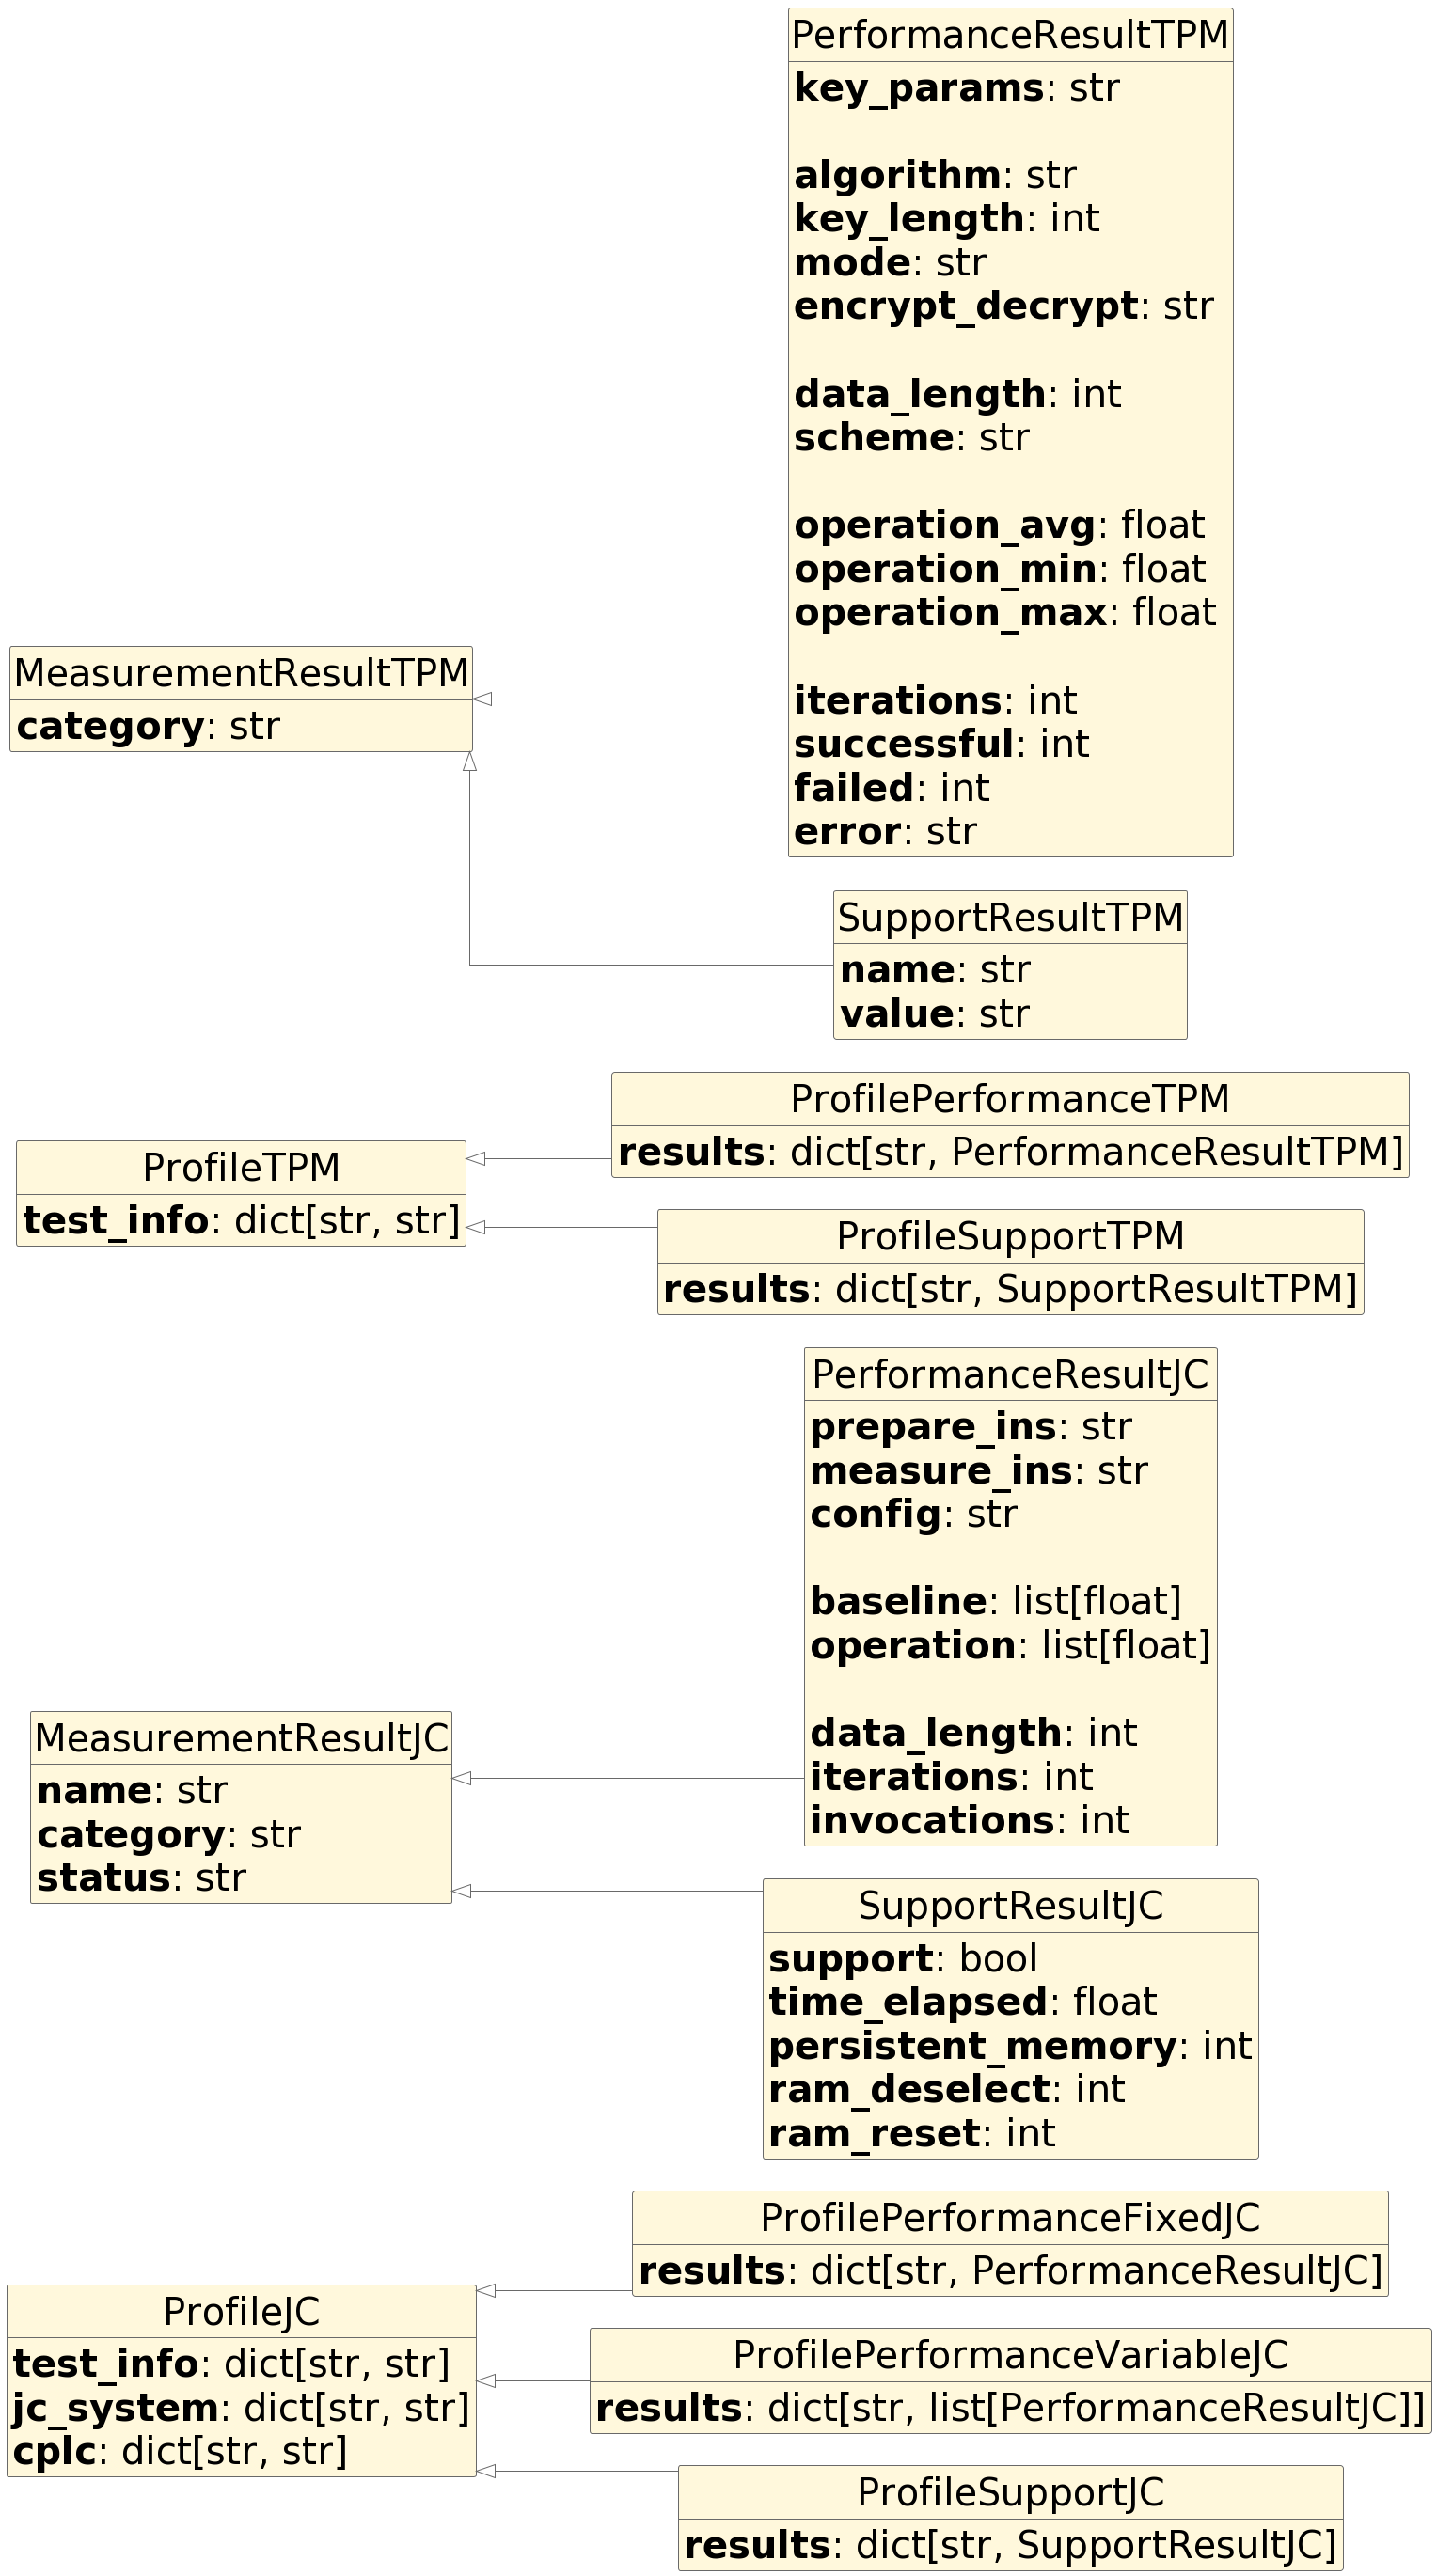 PerformanceResultTPM
key_params: str
algorithm: str
key_length: int
mode: str
encrypt_decrypt: str
data_length: int
scheme: str
operation_avg: float
operation_min: float
operation_max: float
iterations: int
successful: int
failed: int
error: str
MeasurementResultTPM
category: str
SupportResultTPM
name: str
value: str
ProfileTPM
test_info: dict[str, str]
ProfilePerformanceTPM
results: dict[str, PerformanceResultTPM]
ProfileSupportTPM
results: dict[str, SupportResultTPM]
PerformanceResultJC
prepare_ins: str
measure_ins: str
config: str
baseline: list[float]
operation: list[float]
data_length: int
iterations: int
invocations: int
MeasurementResultJC
name: str
category: str
status: str
SupportResultJC
support: bool
time_elapsed: float
persistent_memory: int
ram_deselect: int
ram_reset: int
ProfilePerformanceFixedJC
results: dict[str, PerformanceResultJC]
ProfileJC
test_info: dict[str, str]
jc_system: dict[str, str]
cplc: dict[str, str]
ProfilePerformanceVariableJC
results: dict[str, list[PerformanceResultJC]]
ProfileSupportJC
results: dict[str, SupportResultJC]